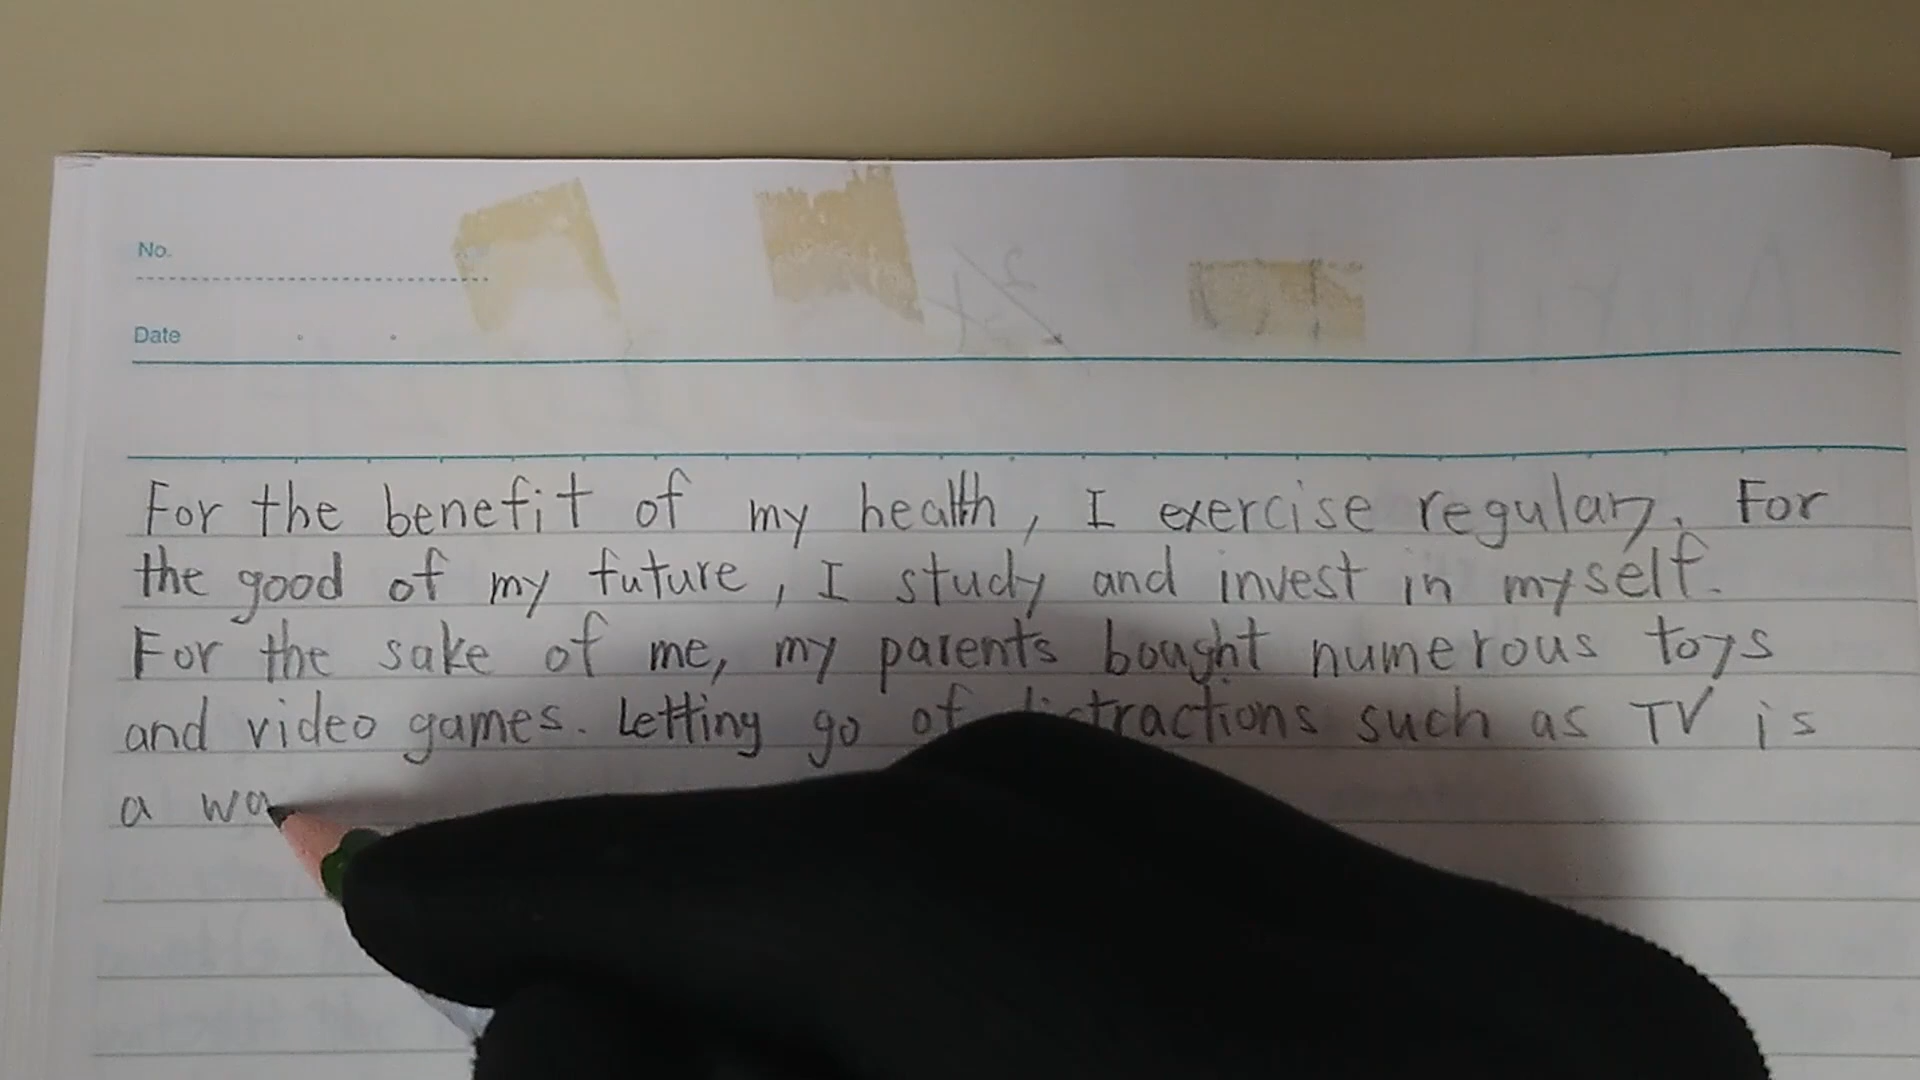 No.
Date
For the benefit of my health, I exercise regulary. For
the good of my future, I study and invest in myself.
For the sake of me, my parents bought numerous toys
and video games. Letting go of distractions such as TV is
a wa